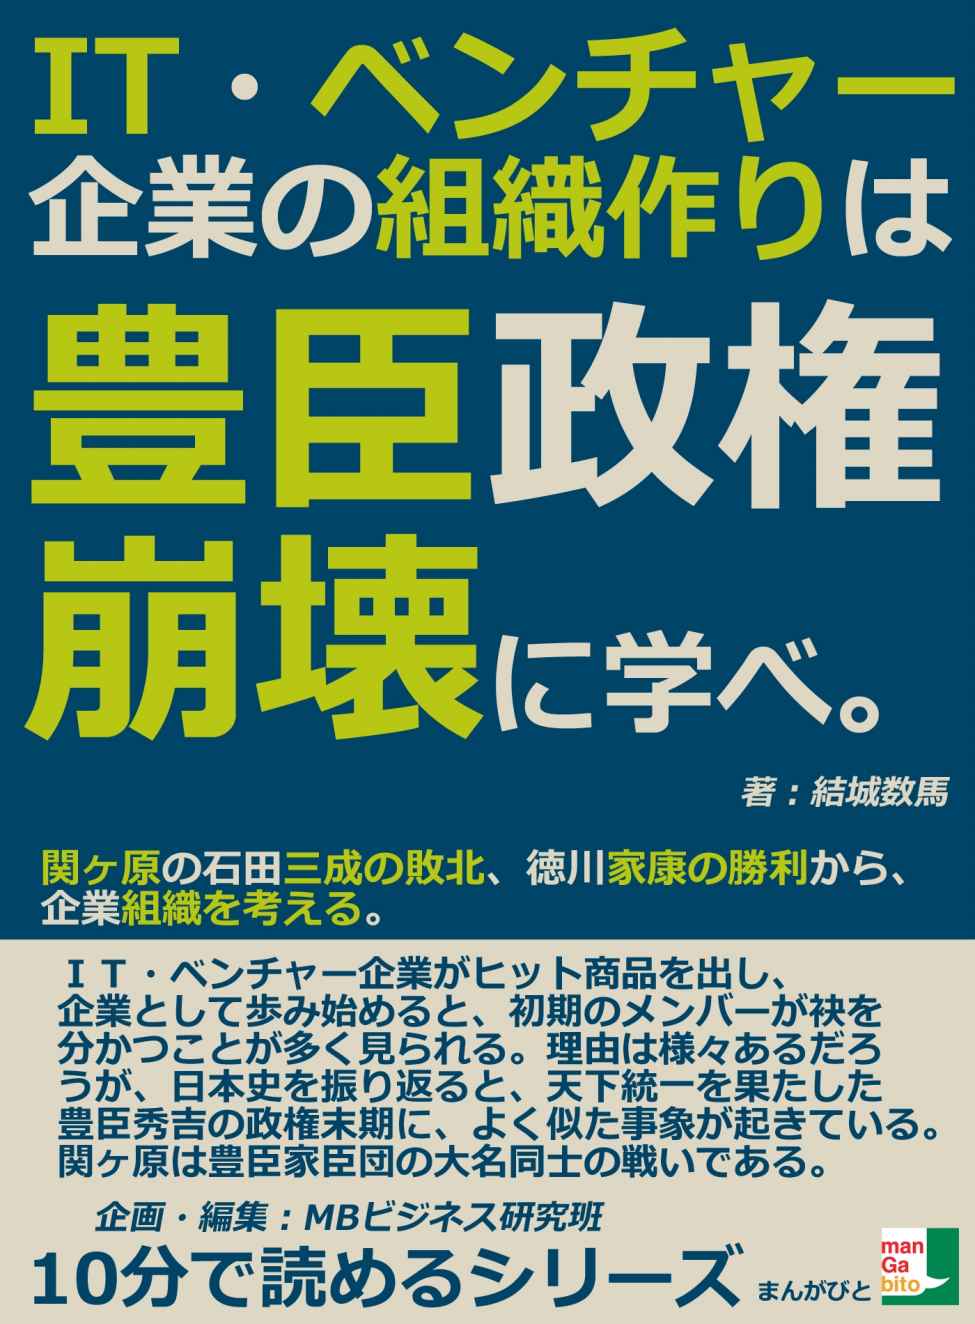 IT・ベンチャー
企業の組織作りは
豊臣政権
崩壊に学べ。
著：結城数馬
関ヶ原の石田三成の敗北、徳川家康の勝利から、
企業組織を考える。
ＩＴ・ベンチャー企業がヒット商品を出し、
企業として歩み始めると、初期のメンバーが袂を
分かつことが多く見られる。理由は様々あるだろ
うが、日本史を振り返ると、天下統一を果たした
豊臣秀吉の政権末期に、よく似た事象が起きている。
関ヶ原は豊臣家臣団の大名同士の戦いである。
企画・編集：MBビジネス研究班
10分で読めるシリーズ
まんがびと
man
Ga
bito